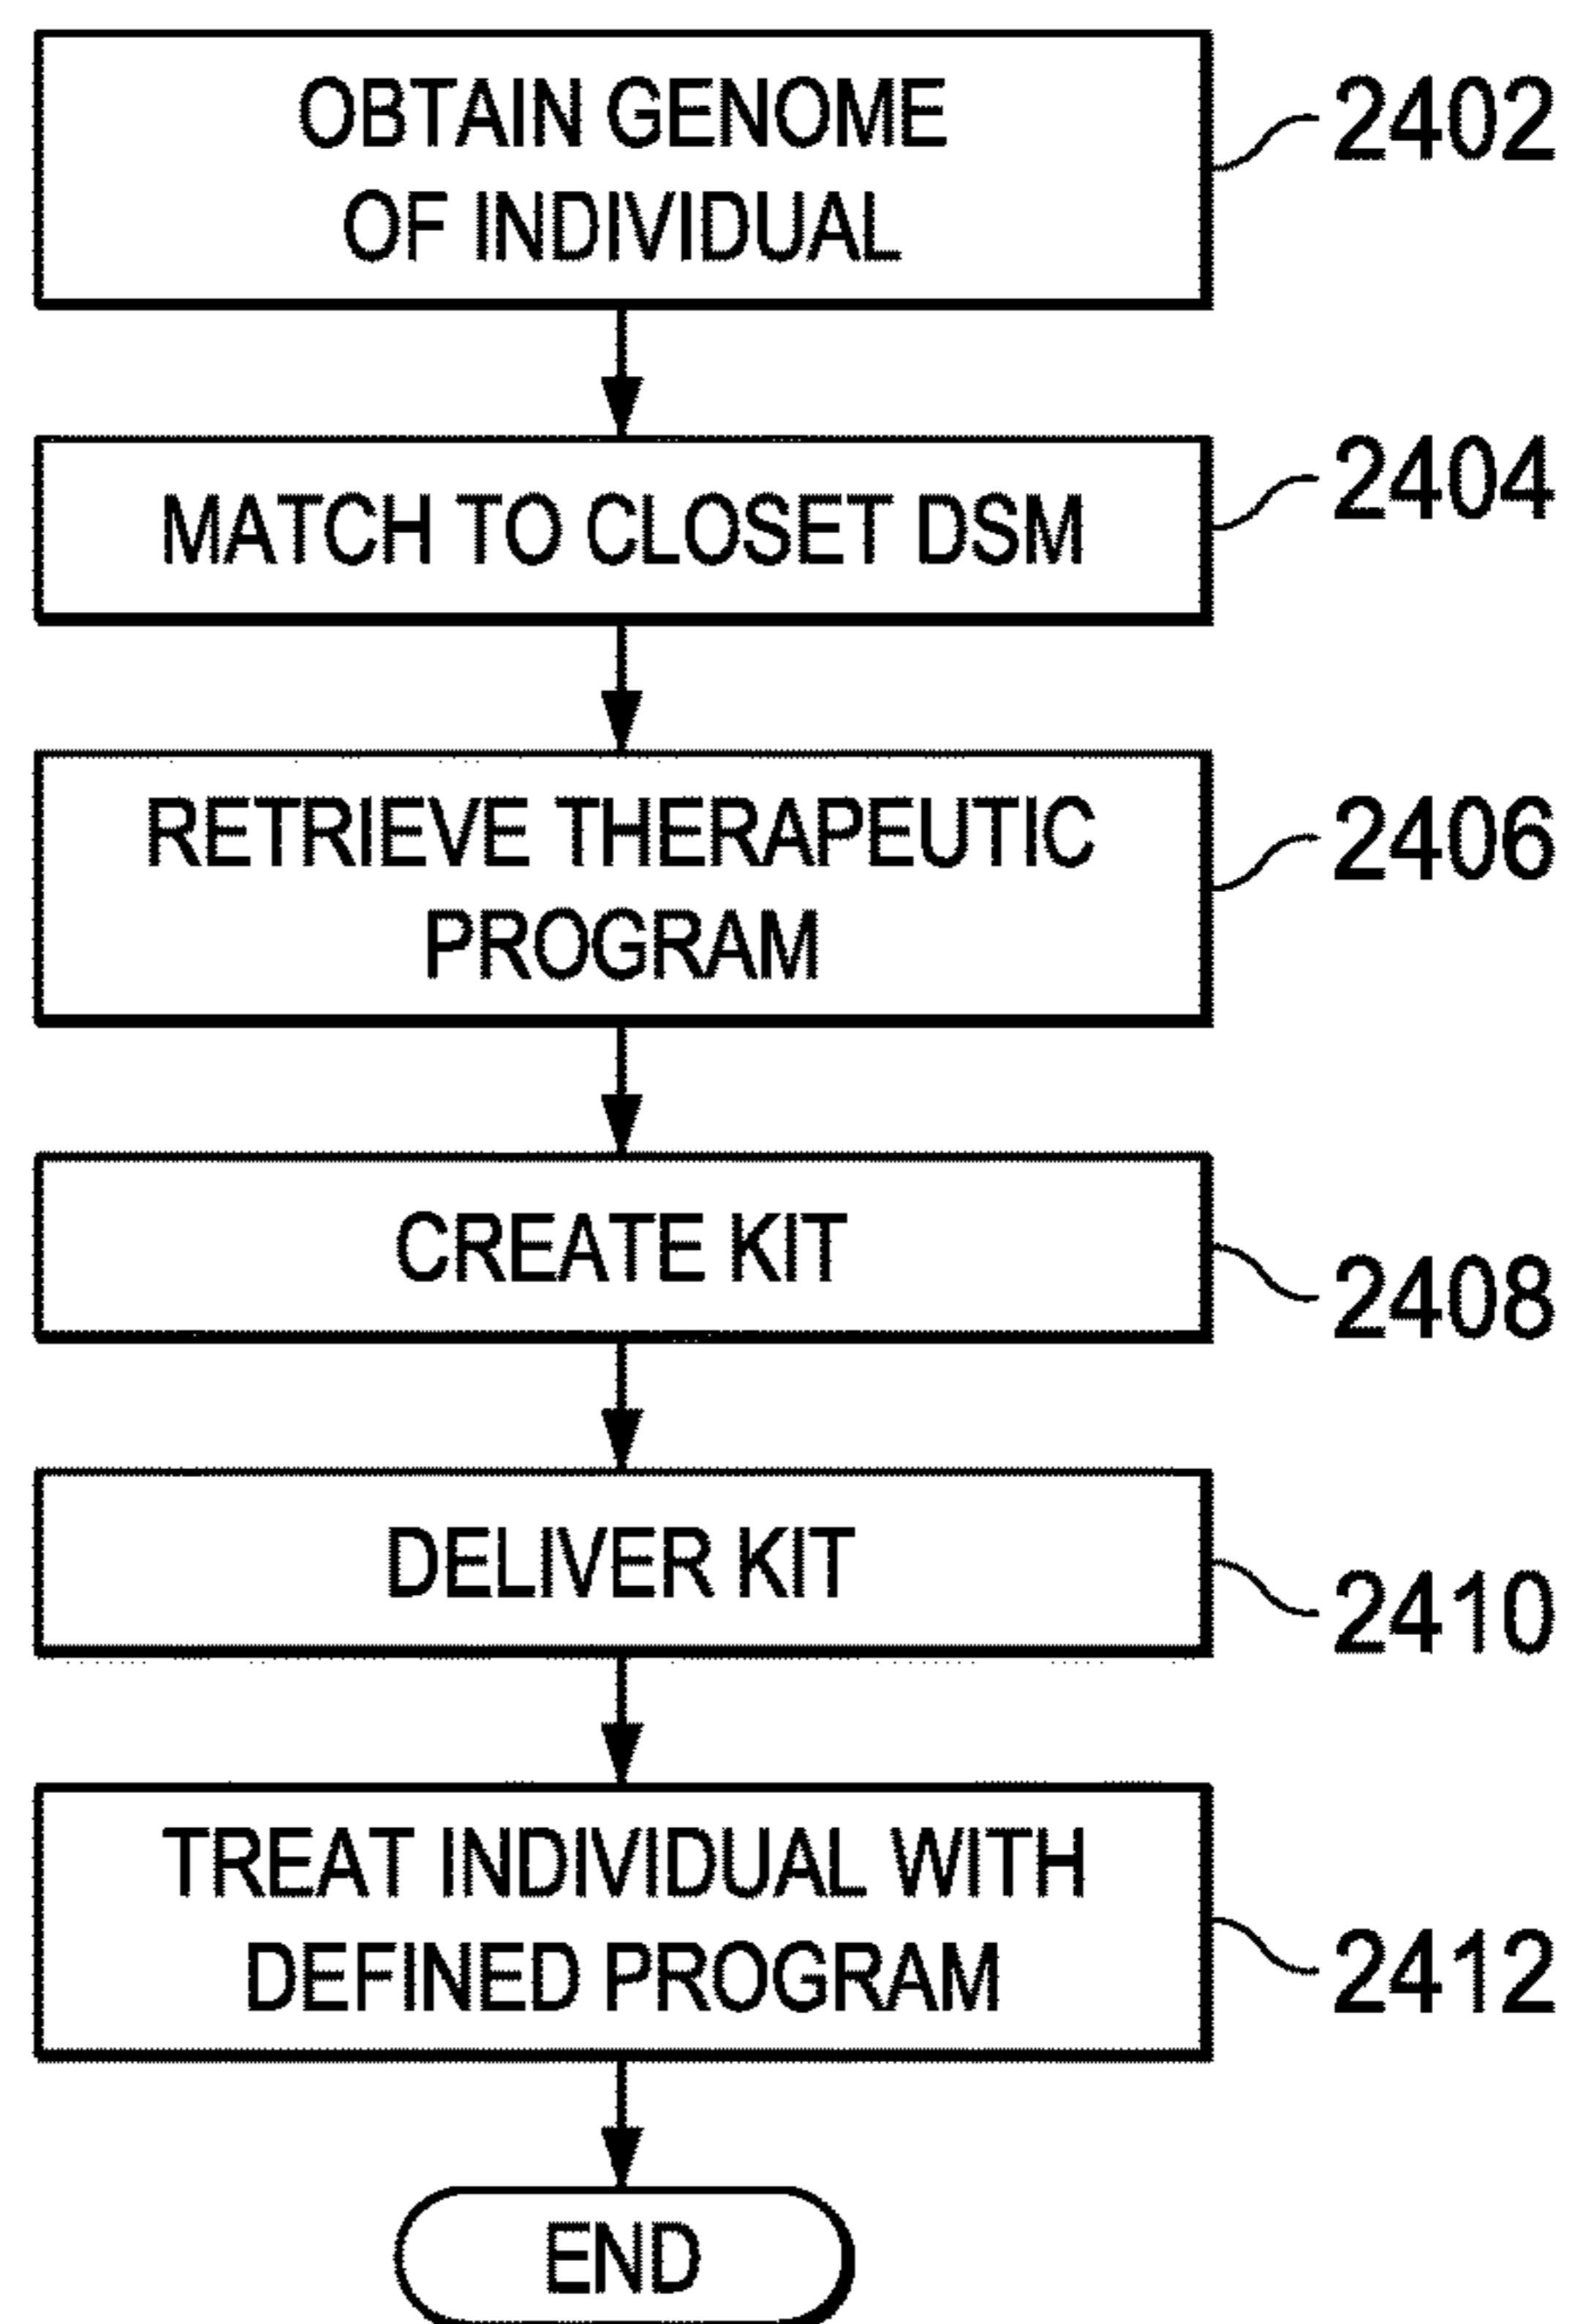 OBTAIN GENOME
OF INDIVIDUAL
2402
MATCH TO CLOSET DSM
2404
RETRIEVE THERAPEUTIC
PROGRAM
2406
CREATE KIT
2408
DELIVER KIT
2410
TREAT INDIVIDUAL WITH
DEFINED PROGRAM
2412
END